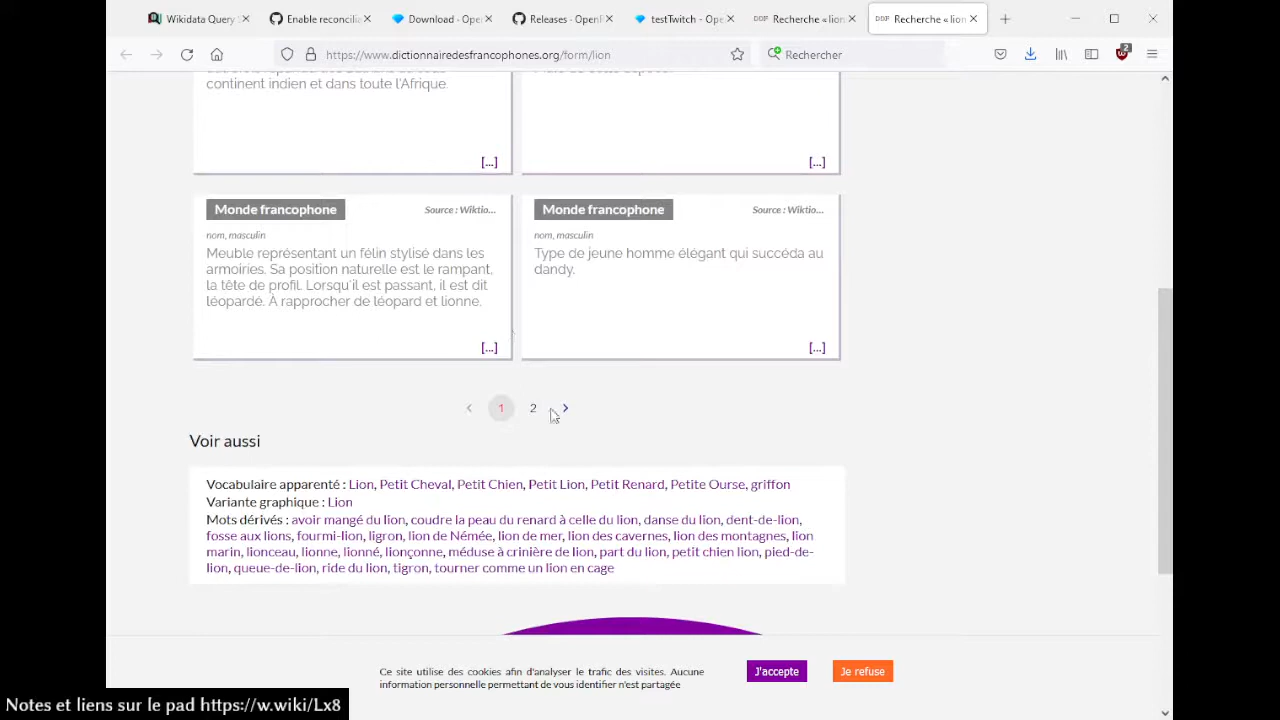 Wikidata Query S
Enable reconcili
Download - Ope
Releases - OpenR
testTwitch - Ope
DDF Recherche « lion
DDF Recherche « lion
https://www.dictionnairedesfrancophones.org/form/lion
Rechercher
2
continent indien et dans toute l'Afrique.
[...]
[...]
Monde francophone
Source : Wiktio...
nom, masculin
Meuble représentant un félin stylisé dans les
armoiries. Sa position naturelle est le rampant,
la tête de profil. Lorsqu'il est passant, il est dit
léopardé. À rapprocher de léopard et lionne.
[...]
Monde francophone
Source : Wiktio...
nom, masculin
Type de jeune homme élégant qui succéda au
dandy.
[...]
< 1 2 >
Voir aussi
Vocabulaire apparenté : Lion, Petit Cheval, Petit Chien, Petit Lion, Petit Renard, Petite Ourse, griffon
Variante graphique : Lion
Mots dérivés : avoir mangé du lion, coudre la peau du renard à celle du lion, danse du lion, dent-de-lion,
fosse aux lions, fourmi-lion, ligron, lion de Némée, lion de mer, lion des cavernes, lion des montagnes, lion
marin, lionceau, lionne, lionné, lionçonne, méduse à crinière de lion, part du lion, petit chien lion, pied-de-
lion, queue-de-lion, ride du lion, tigron, tourner comme un lion en cage
Ce site utilise des cookies afin d'analyser le trafic des visites. Aucune
information personnelle permettant de vous identifier n'est partagée
J'accepte
Je refuse
Notes et liens sur le pad https://w.wiki/Lx8